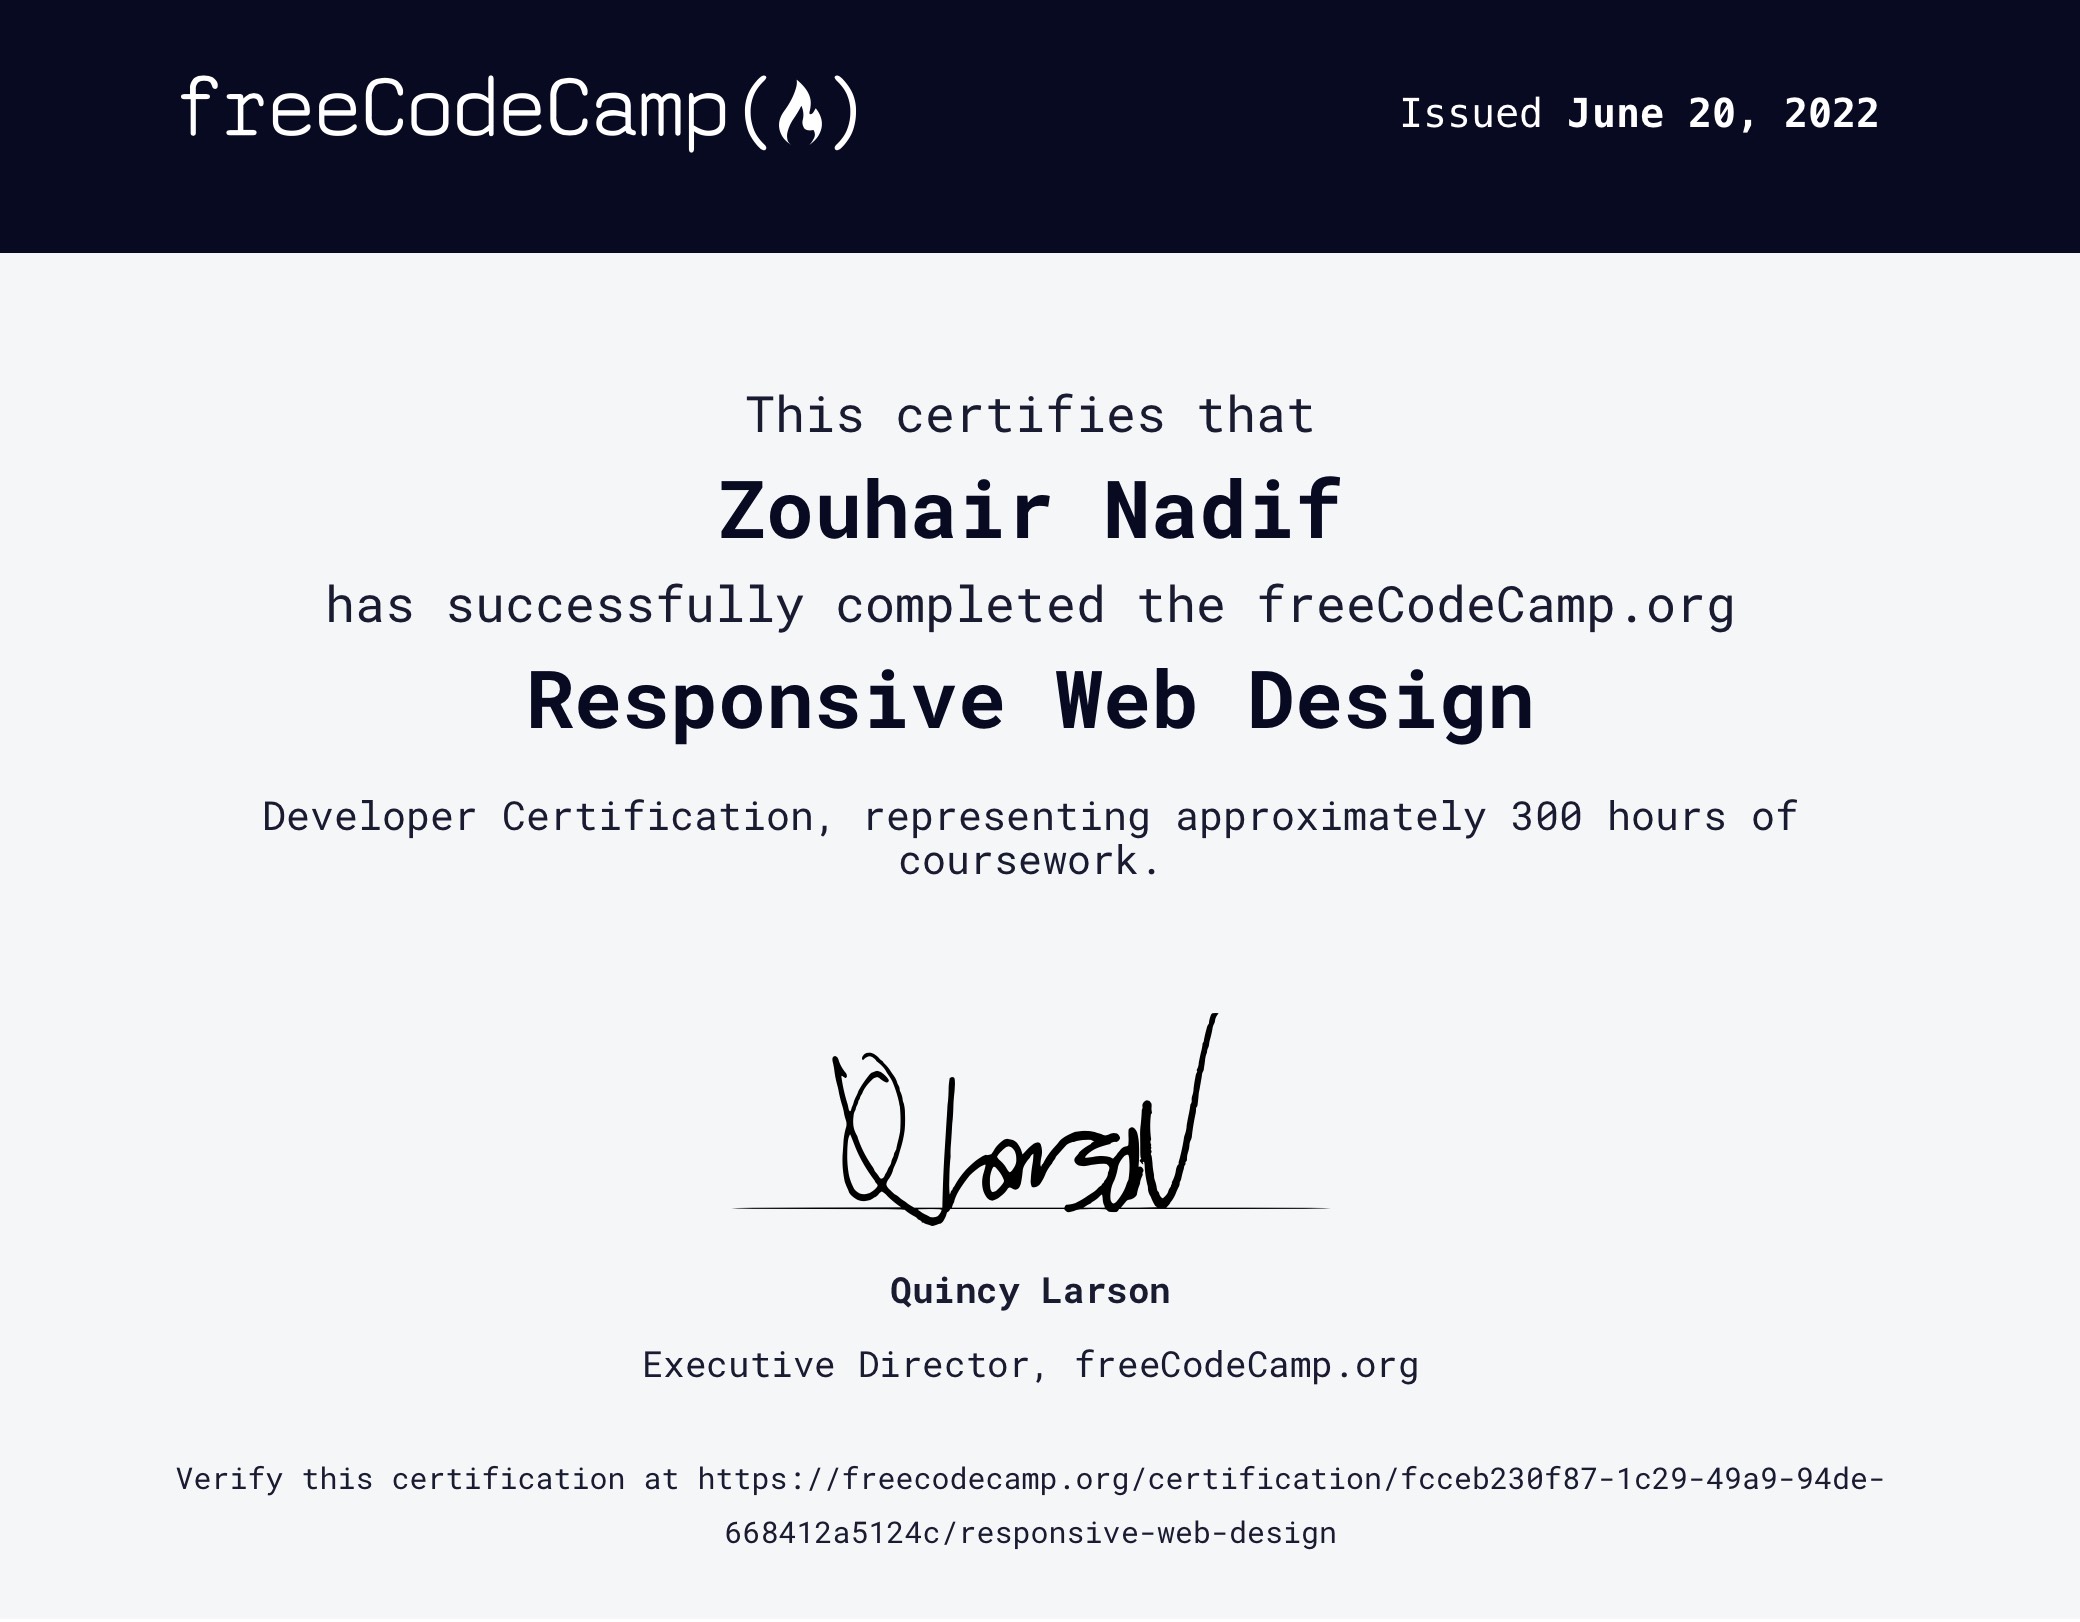 freeCodeCamp(🔥)
Issued June 20, 2022
This certifies that
Zouhair Nadif
has successfully completed the freeCodeCamp.org
Responsive Web Design
Developer Certification, representing approximately 300 hours of
coursework.
Q Larson
Quincy Larson
Executive Director, freeCodeCamp.org
Verify this certification at https://freecodecamp.org/certification/fcceb230f87-1c29-49a9-94de-
668412a5124c/responsive-web-design